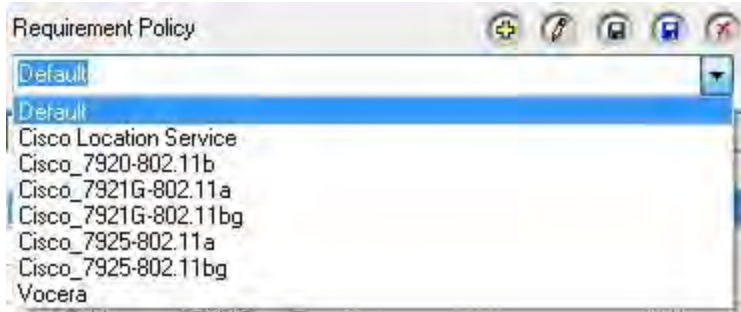 Requirement Policy
Default
Default
Cisco Location Service
Cisco_7920-802.11b
Cisco_7921G-802.11a
Cisco_7921G-802.11bg
Cisco_7925-802.11a
Cisco_7925-802.11bg
Vocera